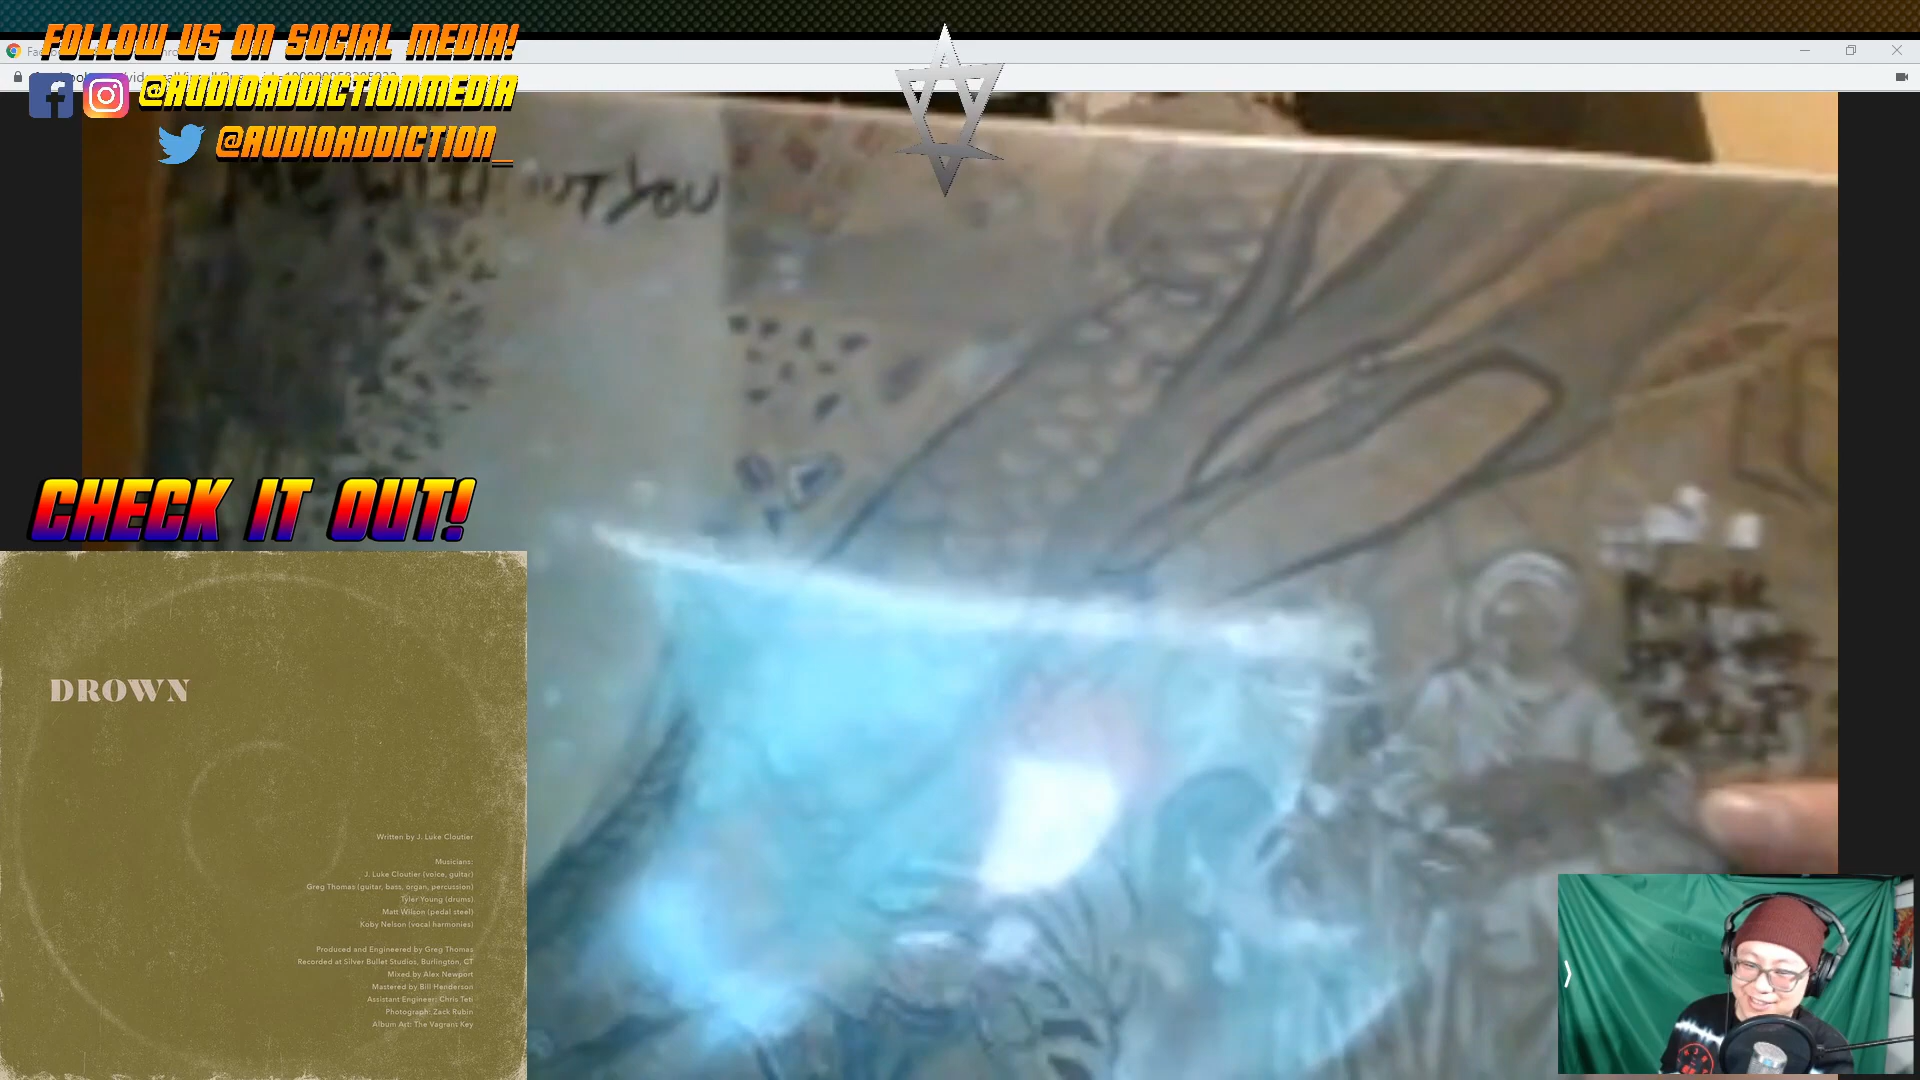 FOLLOW US ON SOCIAL MEDIA!
@AUDIOADDICTIONMEDIA
@AUDIOADDICTION_
me without you
CHECK IT OUT!
DROWN
Written by J. Luke Cloutier
Musicians:
J. Luke Cloutier (voice, guitar)
Greg Thomas (guitar, bass, organ, percussion)
Tyler Young (drums)
Matt Wilson (pedal steel)
Koby Nelson (vocal harmonies)
Produced and Engineered by Greg Thomas
Recorded at Silver Bullet Studios, Burlington, CT
Mixed by Alex Newport
Mastered by Bill Henderson
Assistant Engineer: Chris Teti
Photograph: Zack Rubin
Album Art: The Vagrant Key